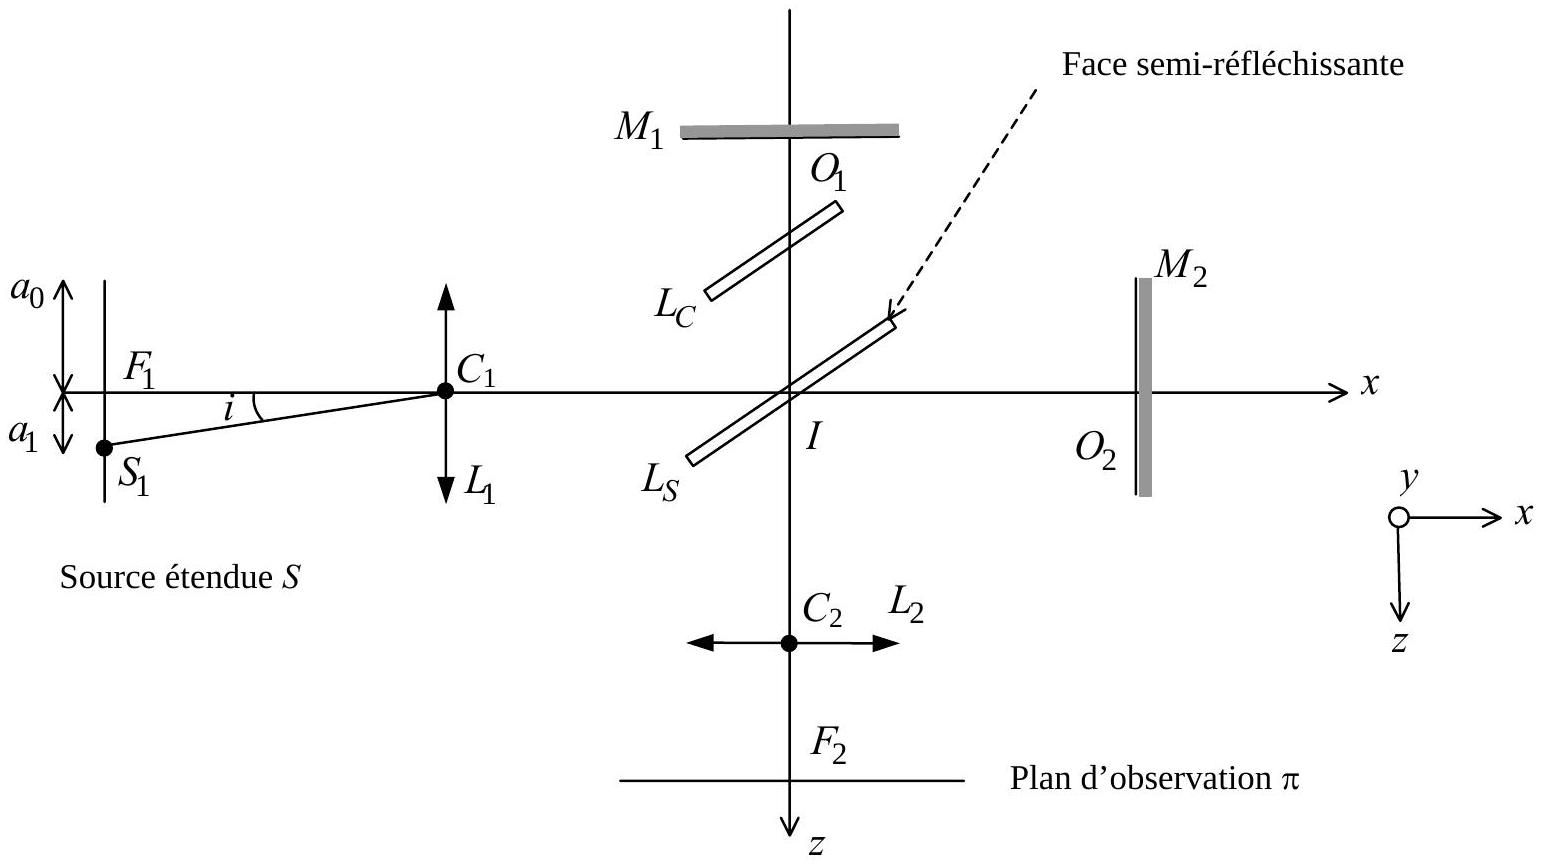 Face semi-réfléchissante
M1
O1
M2
a0
LC
F1
C1
x
i
a1
I
O2
S1
L1
LS
y
x
Source étendue S
C2
L2
z
F2
Plan d’observation π
z